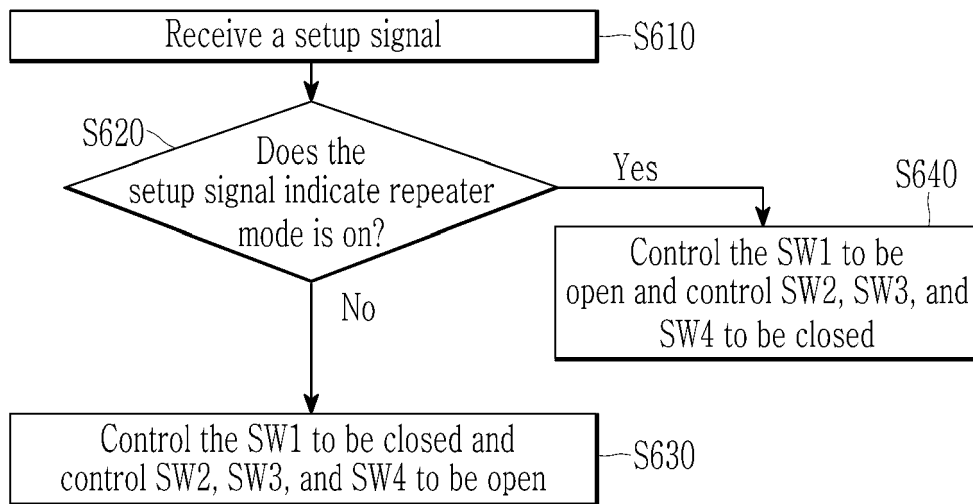 Receive a setup signal
S610
S620
Does the
setup signal indicate repeater
mode is on?
Yes
S640
Control the SW1 to be
open and control SW2, SW3, and
SW4 to be closed
No
Control the SW1 to be closed and
control SW2, SW3, and SW4 to be open
S630